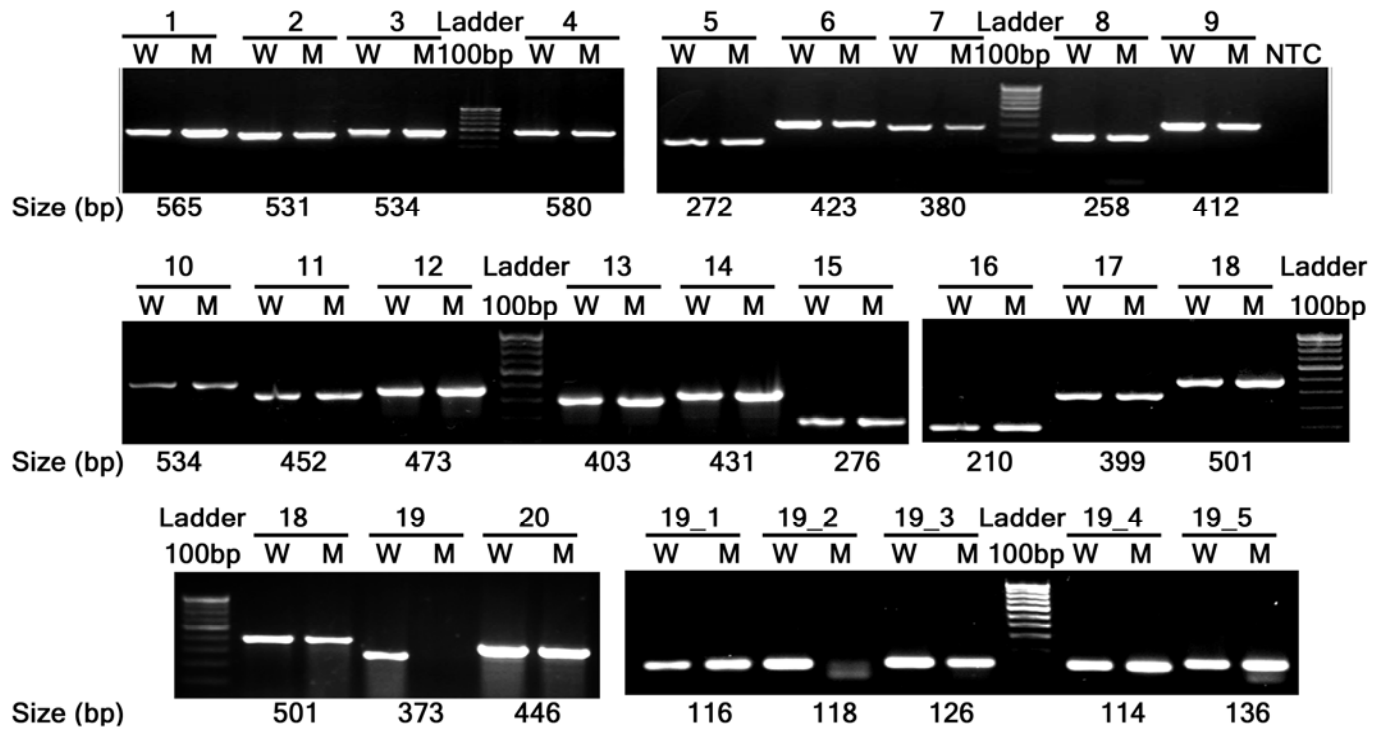 1 2 3 Ladder 4 5 6 7 Ladder 8 9
W M W M W M 100bp W M W M W M W M 100bp W M W M NTC
Size (bp) 565 531 534 580 272 423 380 258 412
10 11 12 Ladder 13 14 15 16 17 18 Ladder
W M W M W M 100bp W M W M W M W M W M W M 100bp
Size (bp) 534 452 473 403 431 276 210 399 501
Ladder 18 19 20 19_1 19_2 19_3 Ladder 19_4 19_5
100bp W M W M W M W M W M W M 100bp W M W M
Size (bp) 501 373 446 116 118 126 114 136